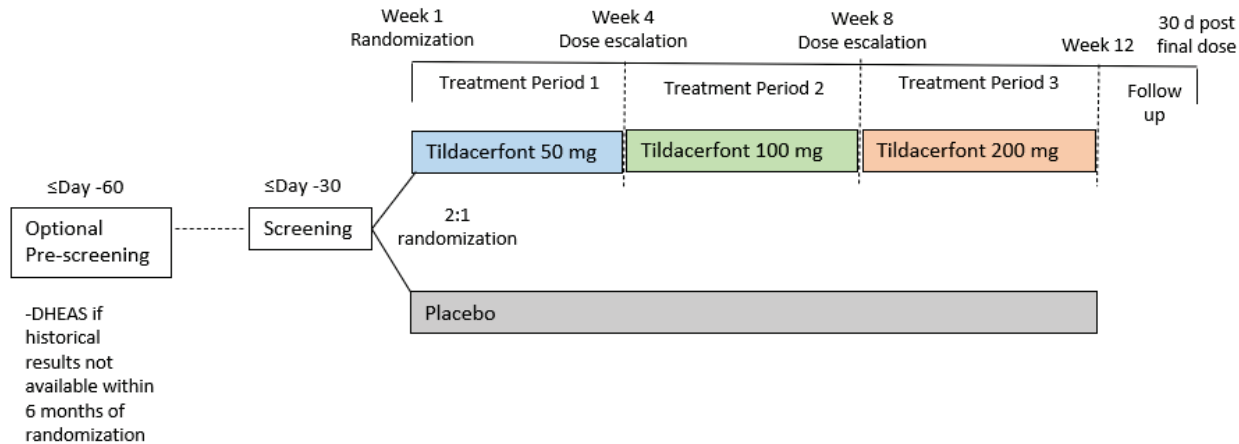 Week 1
Randomization
Week 4
Dose escalation
Week 8
Dose escalation
Week 12
30 d post
final dose
Treatment Period 1
Treatment Period 2
Treatment Period 3
Follow
up
Tildacerfont 50 mg
Tildacerfont 100 mg
Tildacerfont 200 mg
≤Day -60
≤Day -30
Optional
Pre-screening
Screening
2:1
randomization
Placebo
-DHEAS if
historical
results not
available within
6 months of
randomization